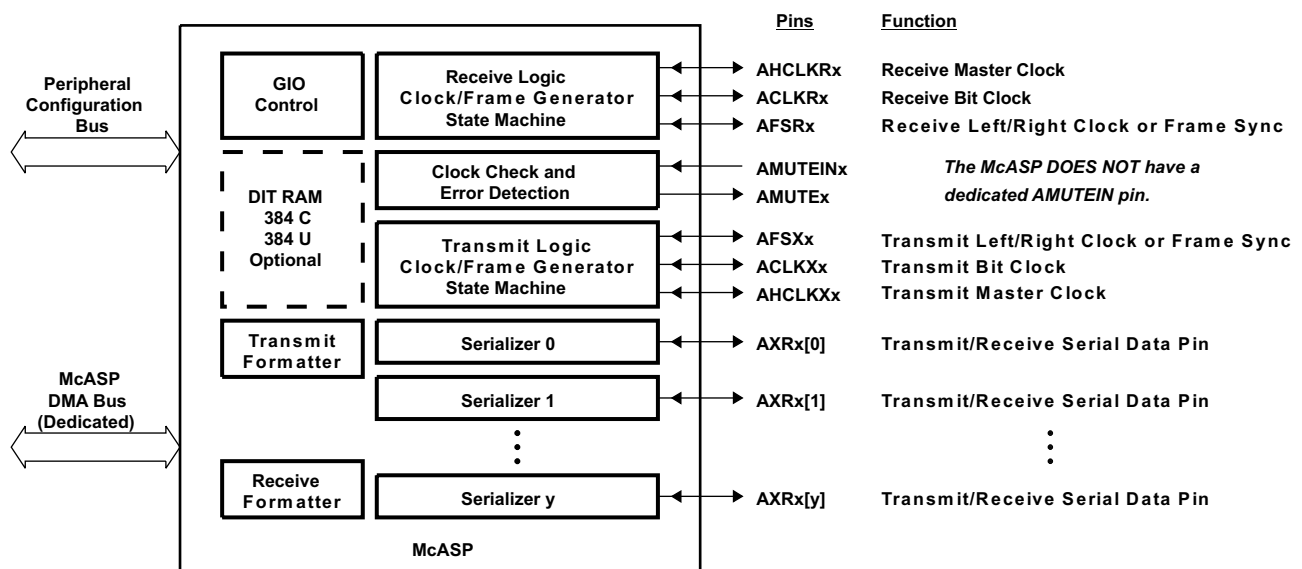 Pins Function
Peripheral
Configuration
Bus
GIO
Control
Receive Logic
Clock/Frame Generator
State Machine
AHCLKRx Receive Master Clock
ACLKRx Receive Bit Clock
AFSRx Receive Left/Right Clock or Frame Sync
DIT RAM
384 C
384 U
Optional
Clock Check and
Error Detection
AMUTEINx
AMUTEx
The McASP DOES NOT have a
dedicated AMUTEIN pin.
Transmit Logic
Clock/Frame Generator
State Machine
AFSXx Transmit Left/Right Clock or Frame Sync
ACLKXx Transmit Bit Clock
AHCLKXx Transmit Master Clock
Transmit
Formatter
Serializer 0
AXRx[0] Transmit/Receive Serial Data Pin
McASP
DMA Bus
(Dedicated)
Serializer 1
AXRx[1] Transmit/Receive Serial Data Pin
Receive
Formatter
Serializer y
AXRx[y] Transmit/Receive Serial Data Pin
McASP